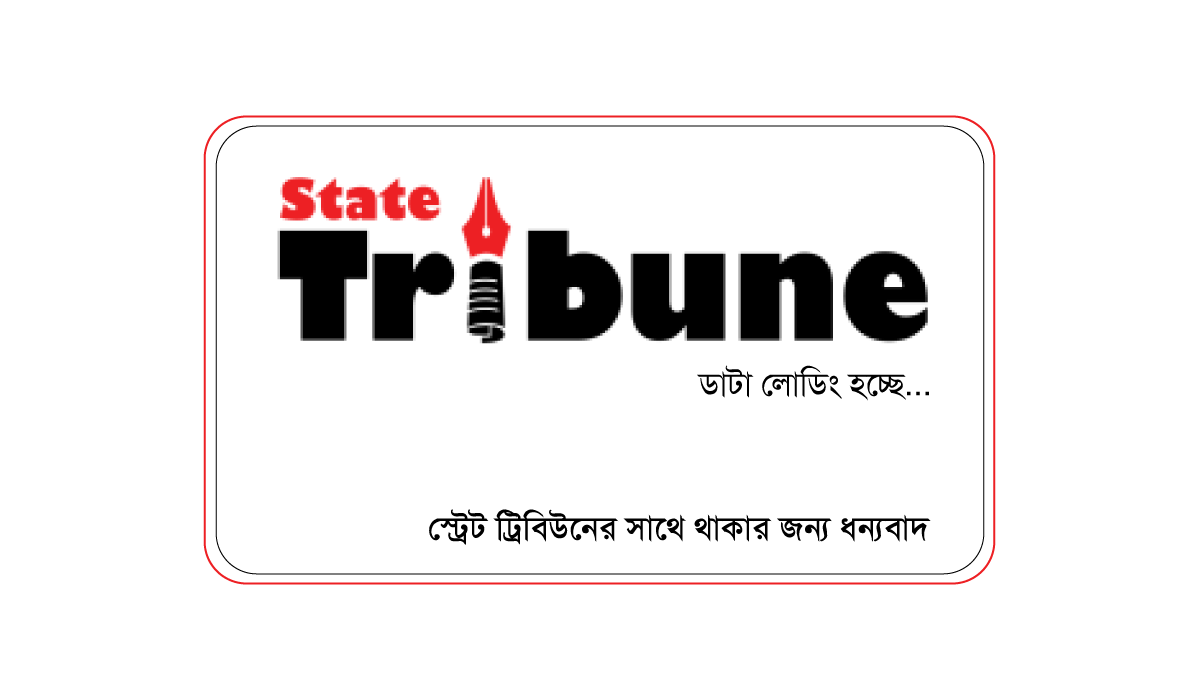 State
Tribune
ডাটা লোডিং হচ্ছে...
স্ট্রেট ট্রিবিউনের সাথে থাকার জন্য ধন্যবাদ